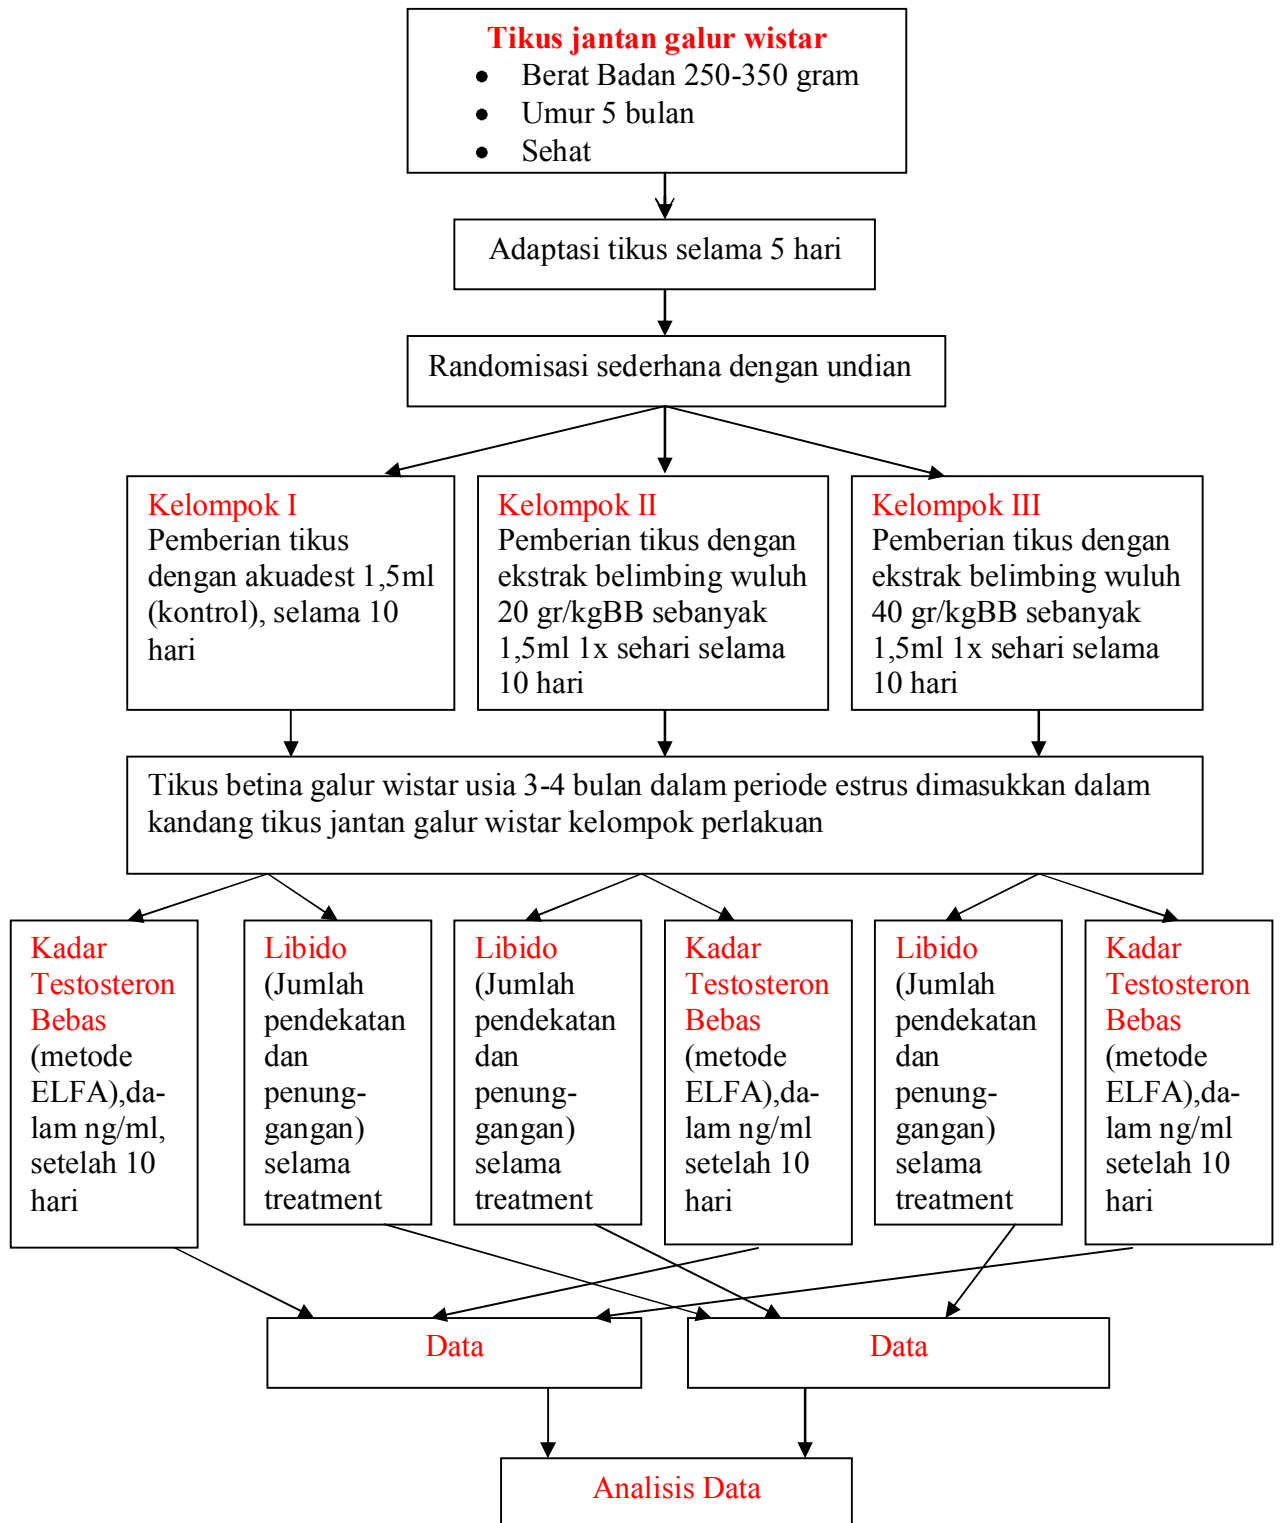 Tikus jantan galur wistar
• Berat Badan 250-350 gram
• Umur 5 bulan
• Sehat
Adaptasi tikus selama 5 hari
Randomisasi sederhana dengan undian
Kelompok I
Pemberian tikus
dengan akuadest 1,5ml
(kontrol), selama 10
hari
Kelompok II
Pemberian tikus dengan
ekstrak belimbing wuluh
20 gr/kgBB sebanyak
1,5ml 1x sehari selama
10 hari
Kelompok III
Pemberian tikus dengan
ekstrak belimbing wuluh
40 gr/kgBB sebanyak
1,5ml 1x sehari selama
10 hari
Tikus betina galur wistar usia 3-4 bulan dalam periode estrus dimasukkan dalam
kandang tikus jantan galur wistar kelompok perlakuan
Kadar
Testosteron
Bebas
(metode
ELFA),da-
lam ng/ml,
setelah 10
hari
Libido
(Jumlah
pendekatan
dan
penung-
gangan)
selama
treatment
Libido
(Jumlah
pendekatan
dan
penung-
gangan)
selama
treatment
Kadar
Testosteron
Bebas
(metode
ELFA),da-
lam ng/ml
setelah 10
hari
Libido
(Jumlah
pendekatan
dan
penung-
gangan)
selama
treatment
Kadar
Testosteron
Bebas
(metode
ELFA),da-
lam ng/ml
setelah 10
hari
Data
Data
Analisis Data